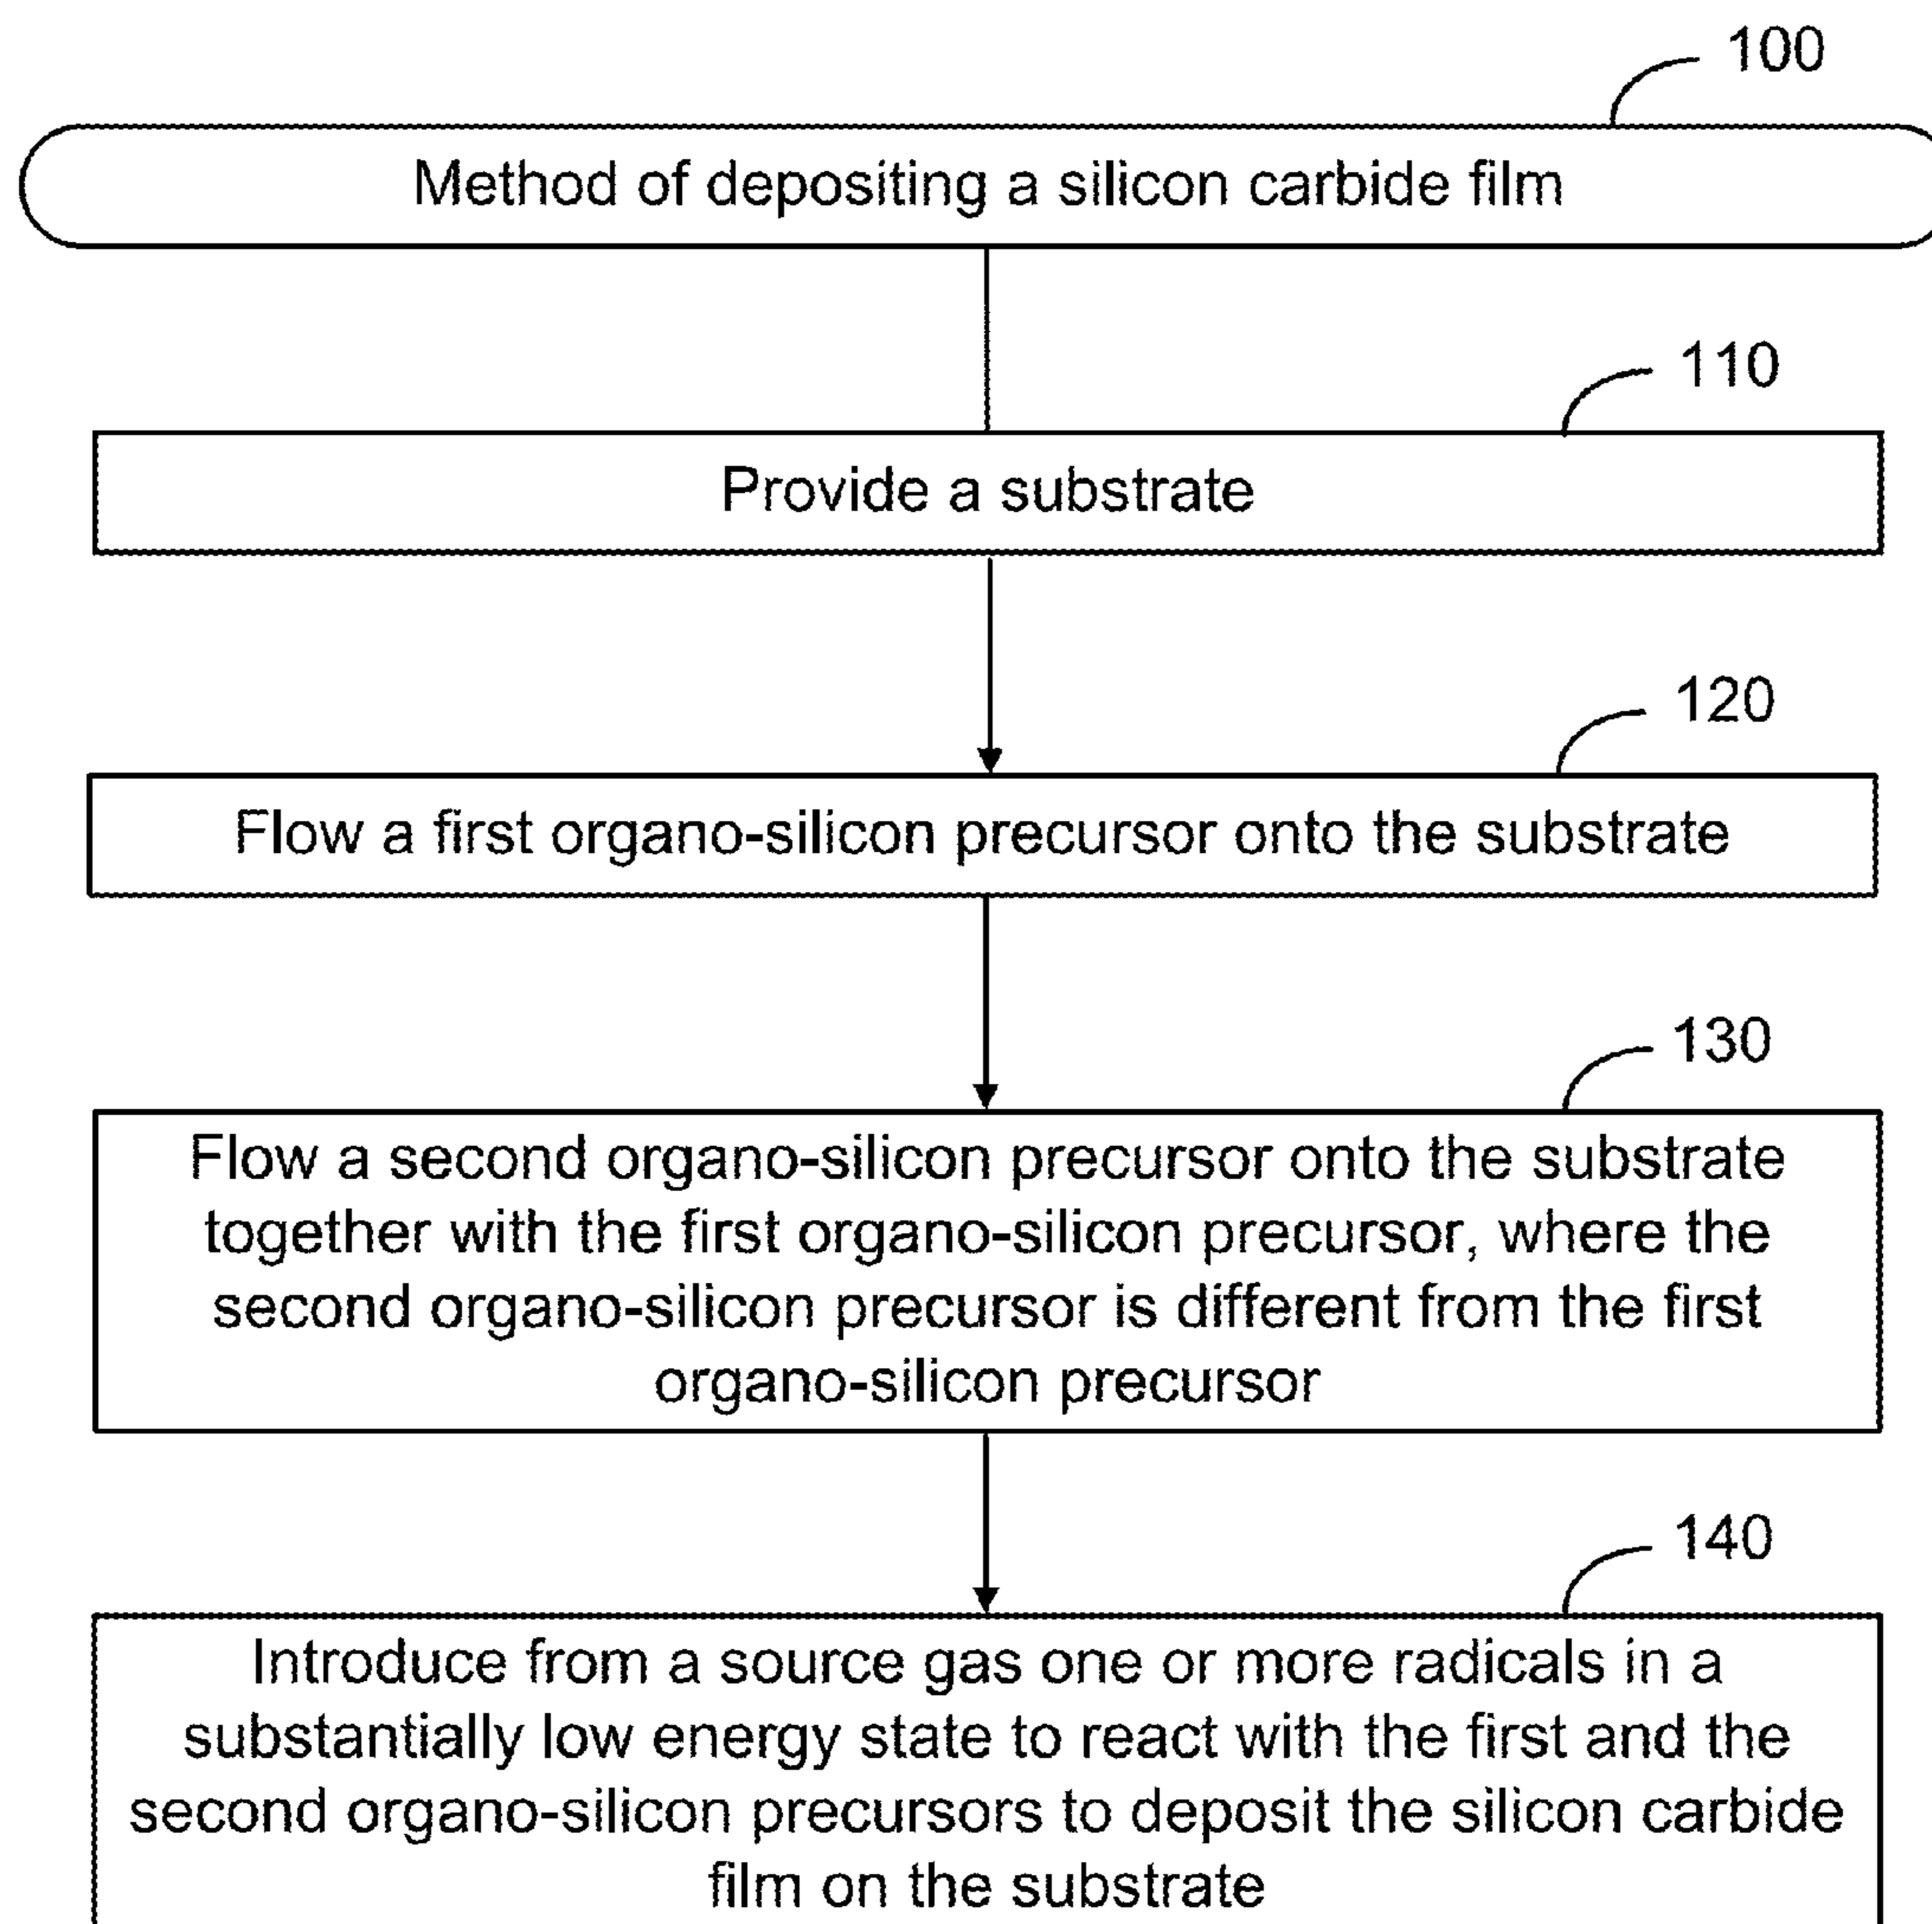 100
Method of depositing a silicon carbide film
110
Provide a substrate
120
Flow a first organo-silicon precursor onto the substrate
130
Flow a second organo-silicon precursor onto the substrate
together with the first organo-silicon precursor, where the
second organo-silicon precursor is different from the first
organo-silicon precursor
140
Introduce from a source gas one or more radicals in a
substantially low energy state to react with the first and the
second organo-silicon precursors to deposit the silicon carbide
film on the substrate